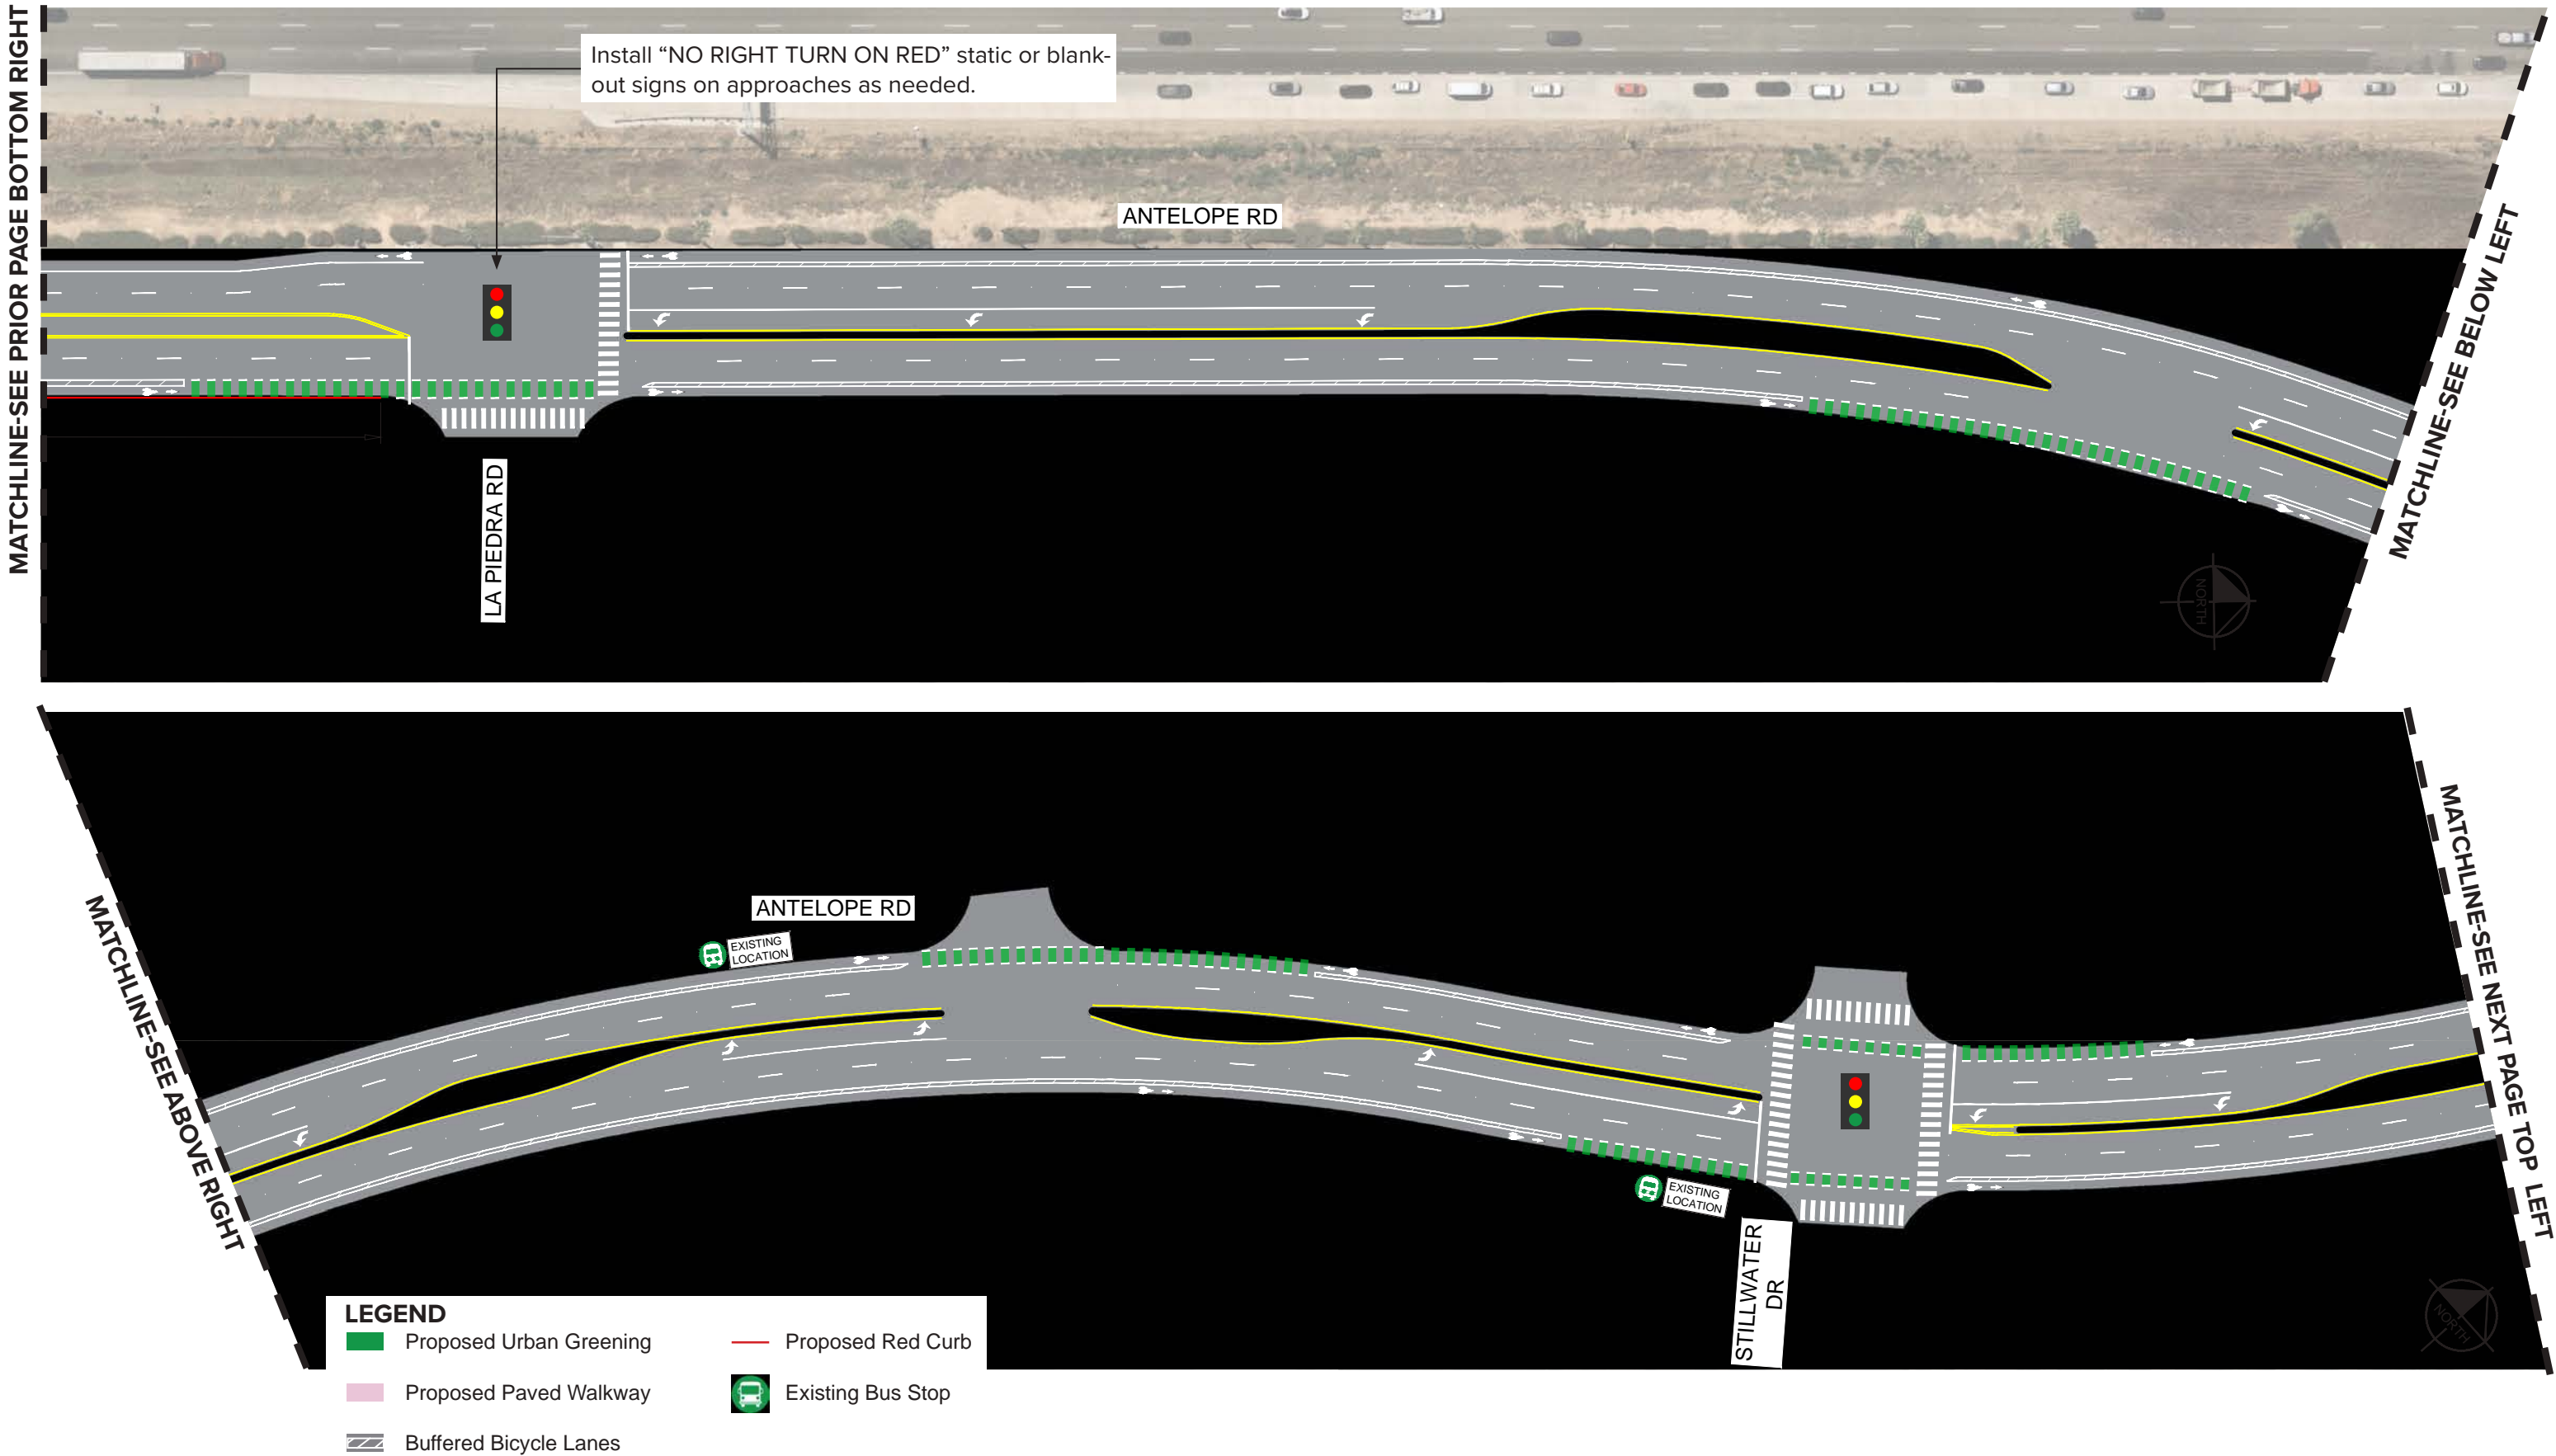 MATCHLINE-SEE PRIOR PAGE BOTTOM RIGHT
Install “NO RIGHT TURN ON RED” static or blank-
out signs on approaches as needed.
ANTELOPE RD
LA PIEDRA RD
MATCHLINE-SEE BELOW LEFT
NORTH
MATCHLINE-SEE ABOVE RIGHT
ANTELOPE RD
EXISTING
LOCATION
EXISTING
LOCATION
STILLWATER
DR
MATCHLINE-SEE NEXT PAGE TOP LEFT
NORTH
LEGEND
Proposed Urban Greening
Proposed Red Curb
Proposed Paved Walkway
Existing Bus Stop
Buffered Bicycle Lanes